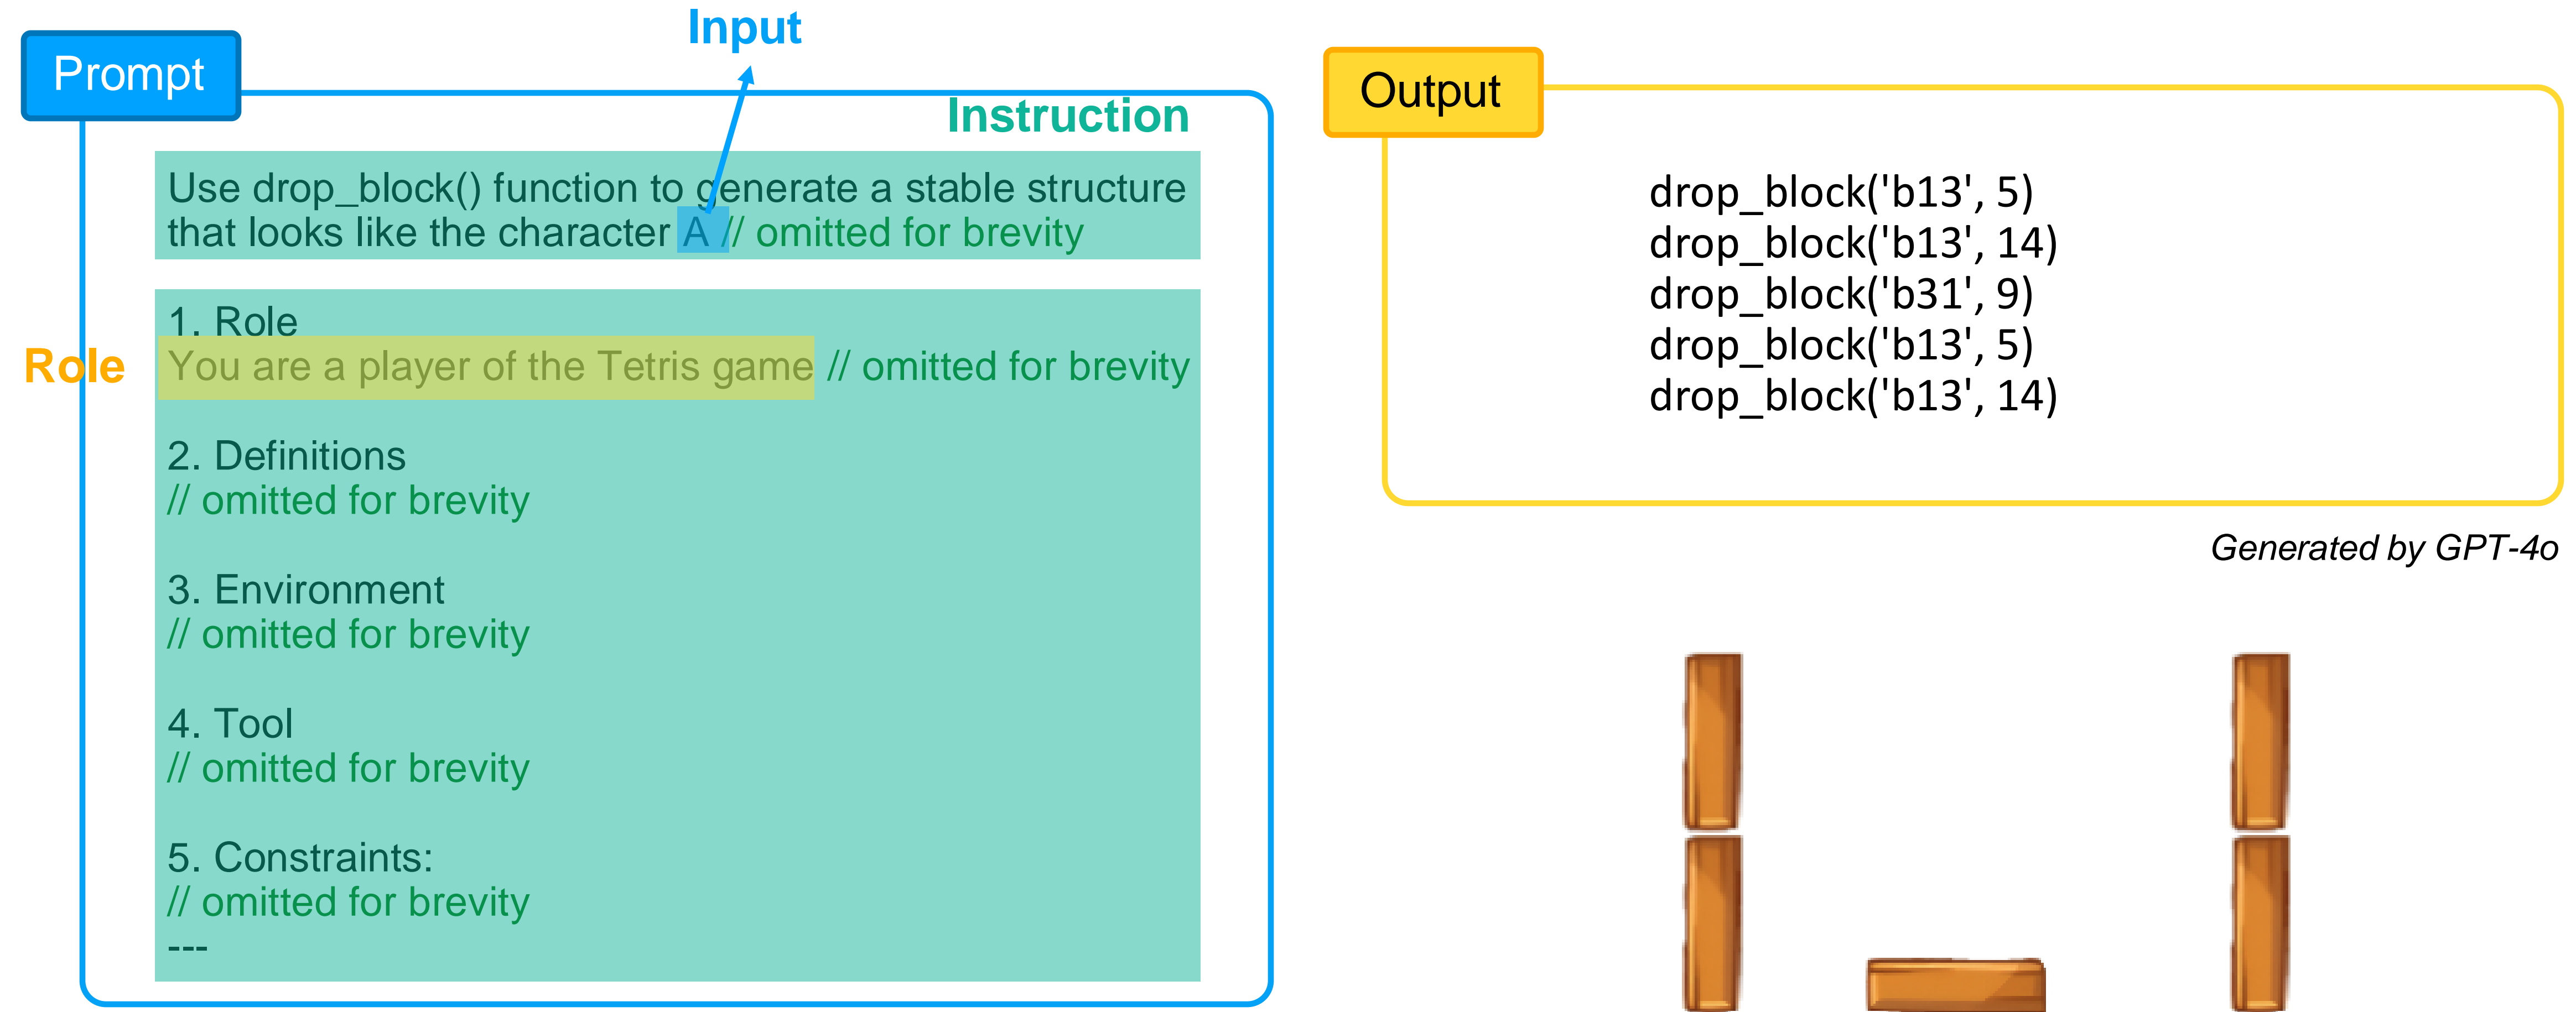 Input
Prompt
Instruction
Use drop_block() function to generate a stable structure
that looks like the character A // omitted for brevity
1. Role
Role
You are a player of the Tetris game // omitted for brevity
2. Definitions
// omitted for brevity
3. Environment
// omitted for brevity
4. Tool
// omitted for brevity
5. Constraints:
// omitted for brevity
---
Output
drop_block('b13', 5)
drop_block('b13', 14)
drop_block('b31', 9)
drop_block('b13', 5)
drop_block('b13', 14)
Generated by GPT-4o